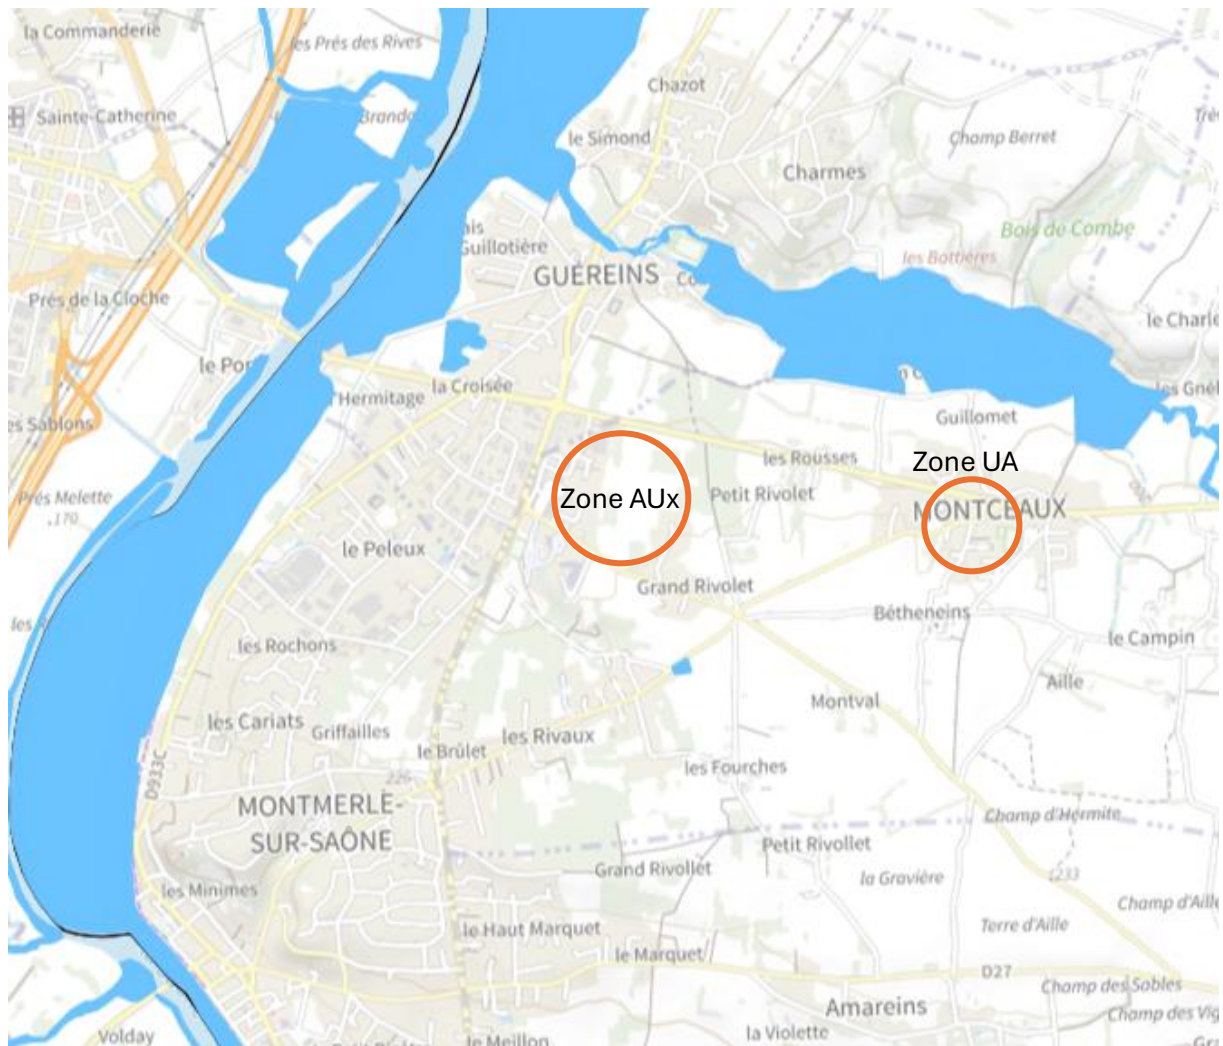 la Commanderie
les Prés des Rives
Chazot
Sainte-Catherine
le Simond
Champ Berret
Charmes
Guillotière
Bois de Combe
les Bottières
GUÉREINS
Prés de la Cloche
le Charle
le Por
la Croisée
l'Hermitage
les Gnél
Guillomet
es Sablons
les Rousses
Zone UA
Prés Melette
.170
Zone AUx
Petit Rivolet
MONTCEAUX
le Peleux
Grand Rivolet
Bétheneins
les
le Campin
les Rochons
Aille
Montval
les Cariats
Griffailles
les Rivaux
le Brûlet
D933C
les Fourches
226
MONTMERLE-
SUR-SAÔNE
Champ d'Hermite
Petit Rivollet
Grand Rivollet
la Gravière
233
les Minimes
Champ d'Aille
Terre d'Aille
le Haut Marquet
le Marquet
D27
Champ des Sables
Amareins
Champ des Vig
la Violette
Volday
le Meillon